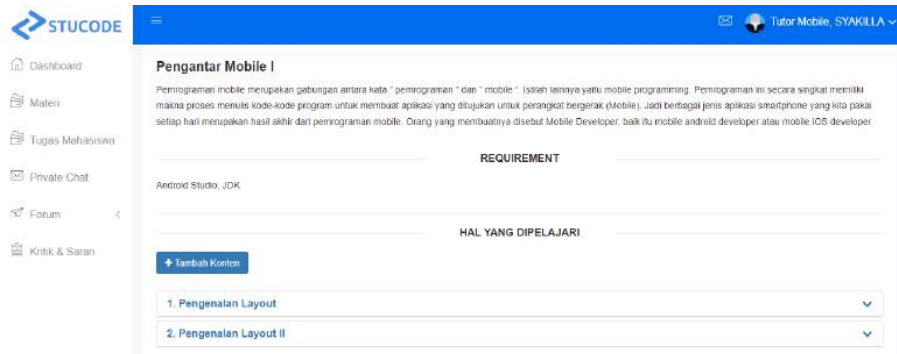 STUCODE
Tutor Mobile, SYAKILLA
Dashboard
Materi
Tugas Mahasiswa
Private Chat
Forum
Kritik & Saran
Pengantar Mobile I
Pemrograman mobile merupakan gabungan antara kata " pemrograman " dan " mobile ". Istilah lainnya yaitu mobile programming. Pemrograman ini secara singkat memiliki
makna proses menulis kode-kode program untuk membuat aplikasi yang ditujukan untuk perangkat bergerak (Mobile). Jadi berbagai jenis aplikasi smartphone yang kita pakai
setiap hari merupakan hasil akhir dari pemrograman mobile. Orang yang membuatnya disebut Mobile Developer, baik itu mobile android developer atau mobile IOS developer.
REQUIREMENT
Android Studio, JDK
HAL YANG DIPELAJARI
+ Tambah Konten
1. Pengenalan Layout
2. Pengenalan Layout II